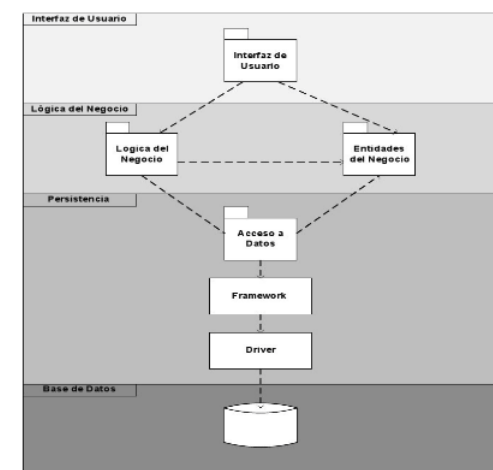 Interfaz de Usuario
Interfaz de
Usuario
Lògica del Negocio
Logica del
Negocio
Entidades
del Negocio
Persistencia
Acceso a
Datos
Framework
Driver
Base de Datos